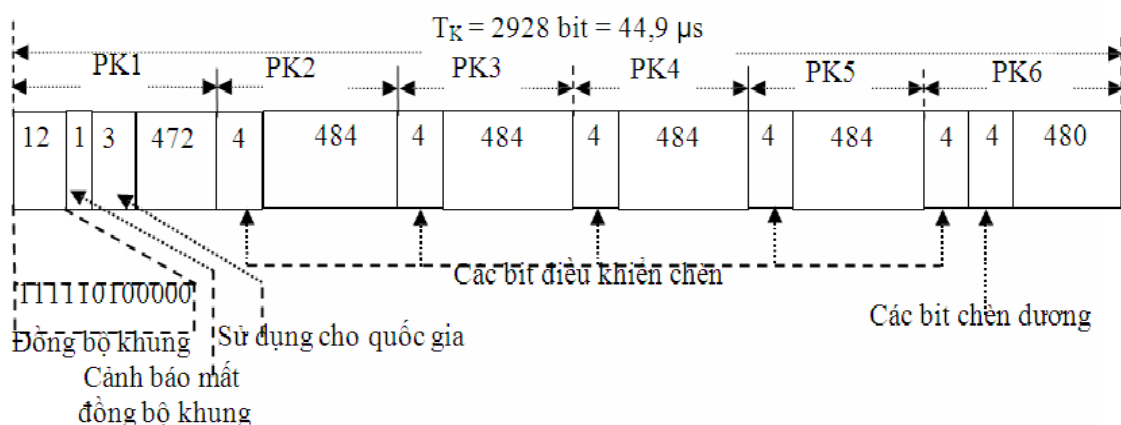 T_K = 2928 bit = 44,9 µs
PK1 PK2 PK3 PK4 PK5 PK6
12 1 3 472 4 484 4 484 4 484 4 484 4 4 480
Các bit điều khiển chèn
111110100000
Các bit chèn dương
Đồng bộ khung Sử dụng cho quốc gia
Cảnh báo mất
đồng bộ khung